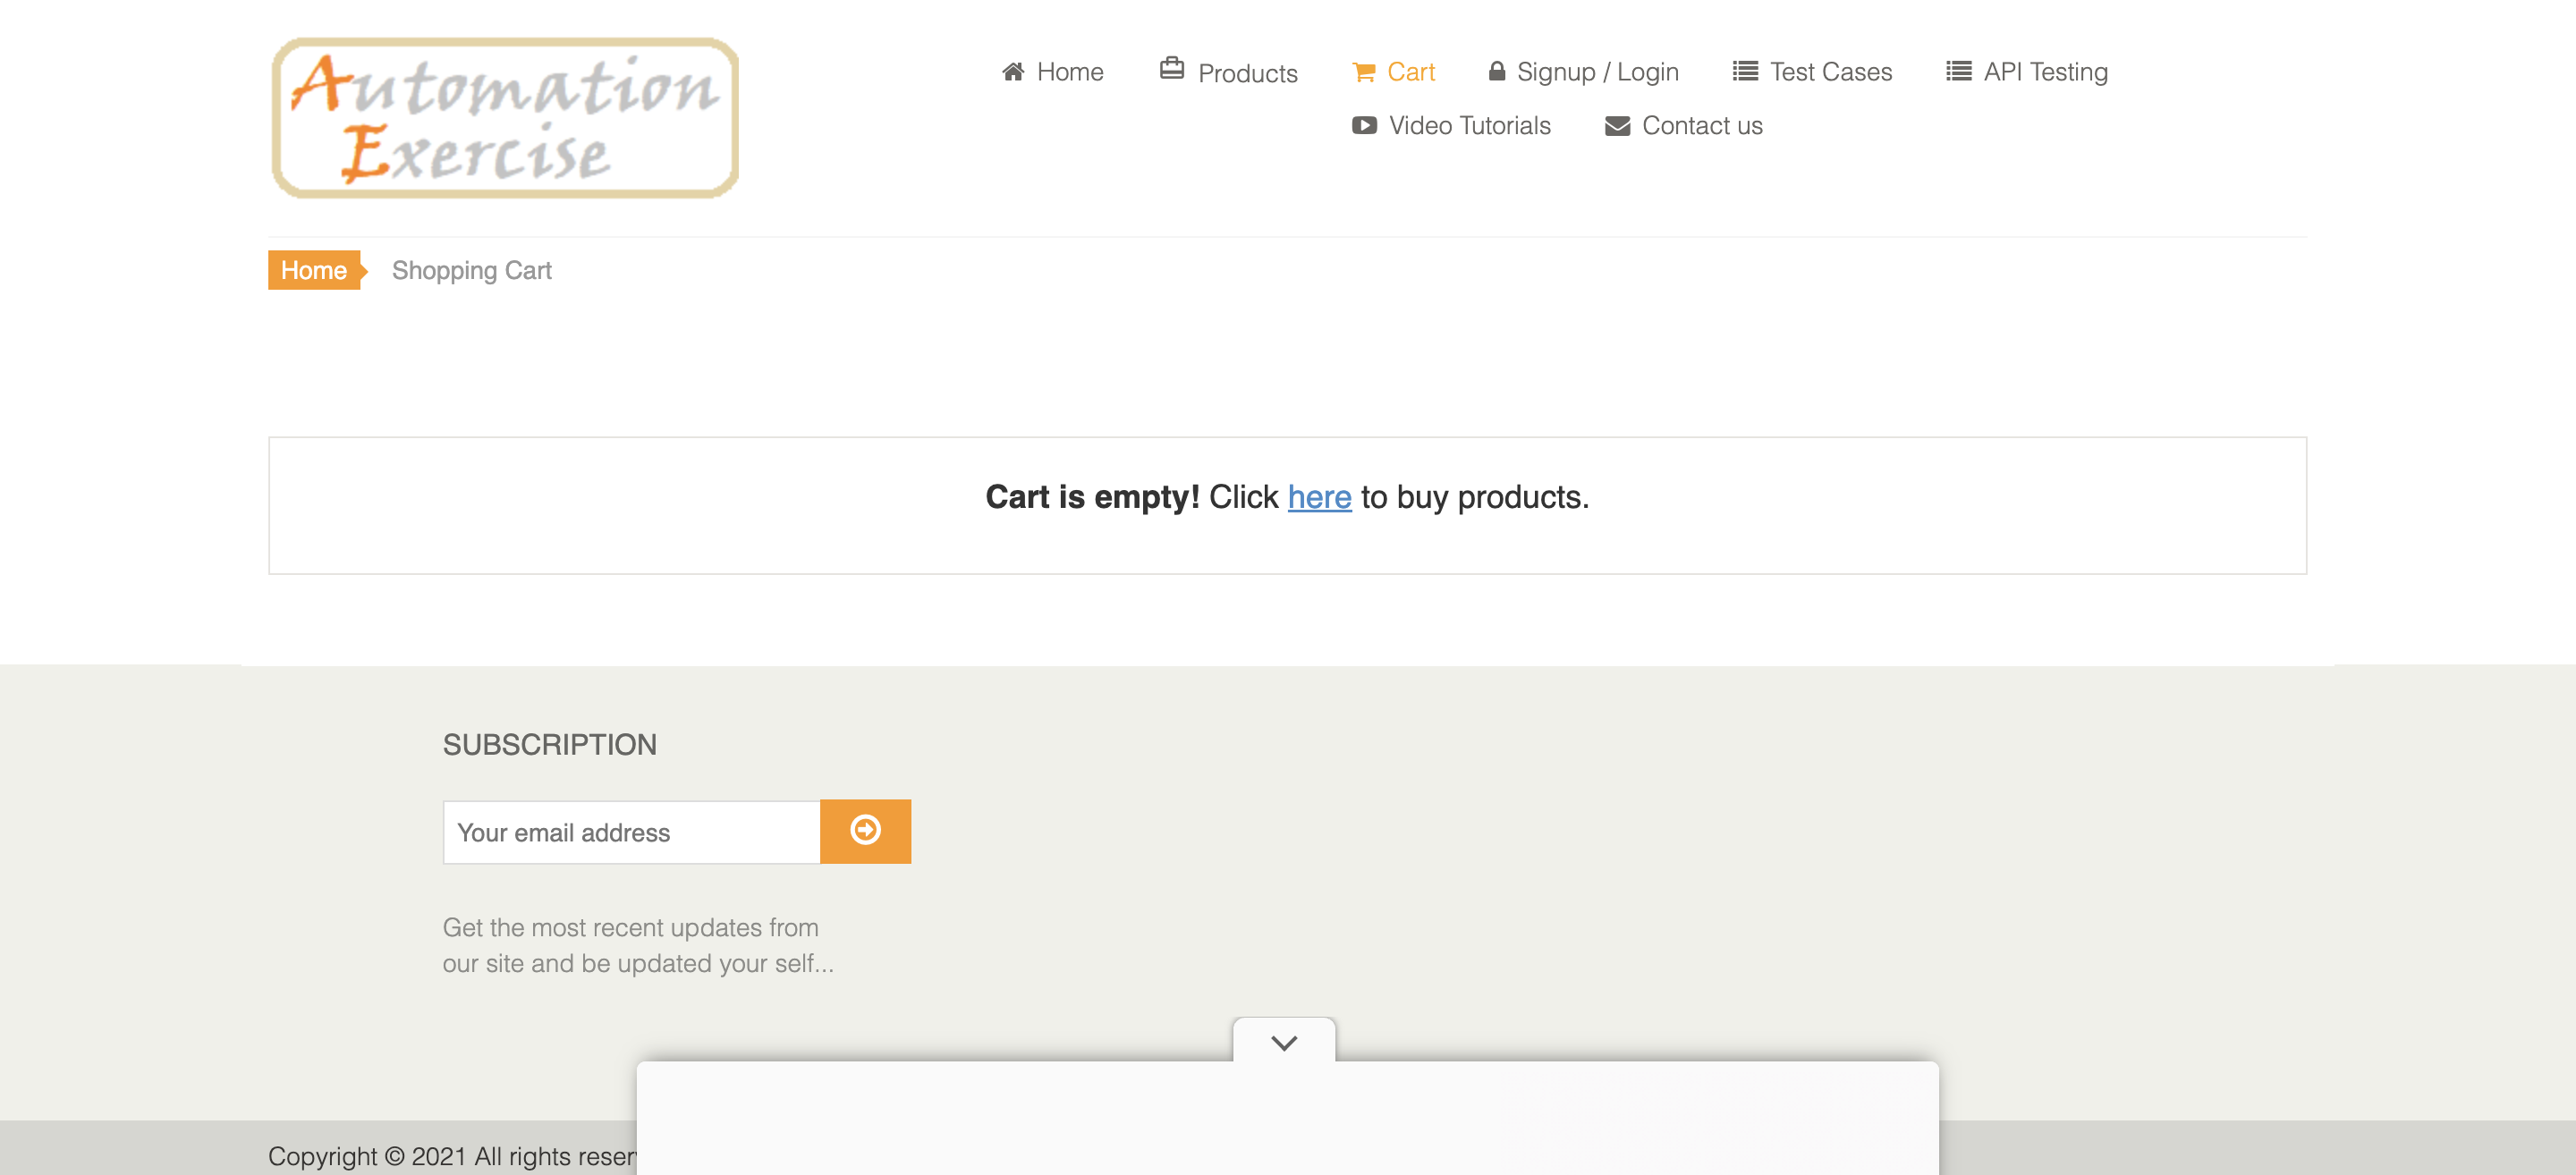 Automation
Exercise
Home
Products
Cart
Signup / Login
Test Cases
API Testing
Video Tutorials
Contact us
Home
Shopping Cart
Cart is empty! Click here to buy products.
SUBSCRIPTION
Your email address
Get the most recent updates from
our site and be updated your self...
Copyright © 2021 All rights